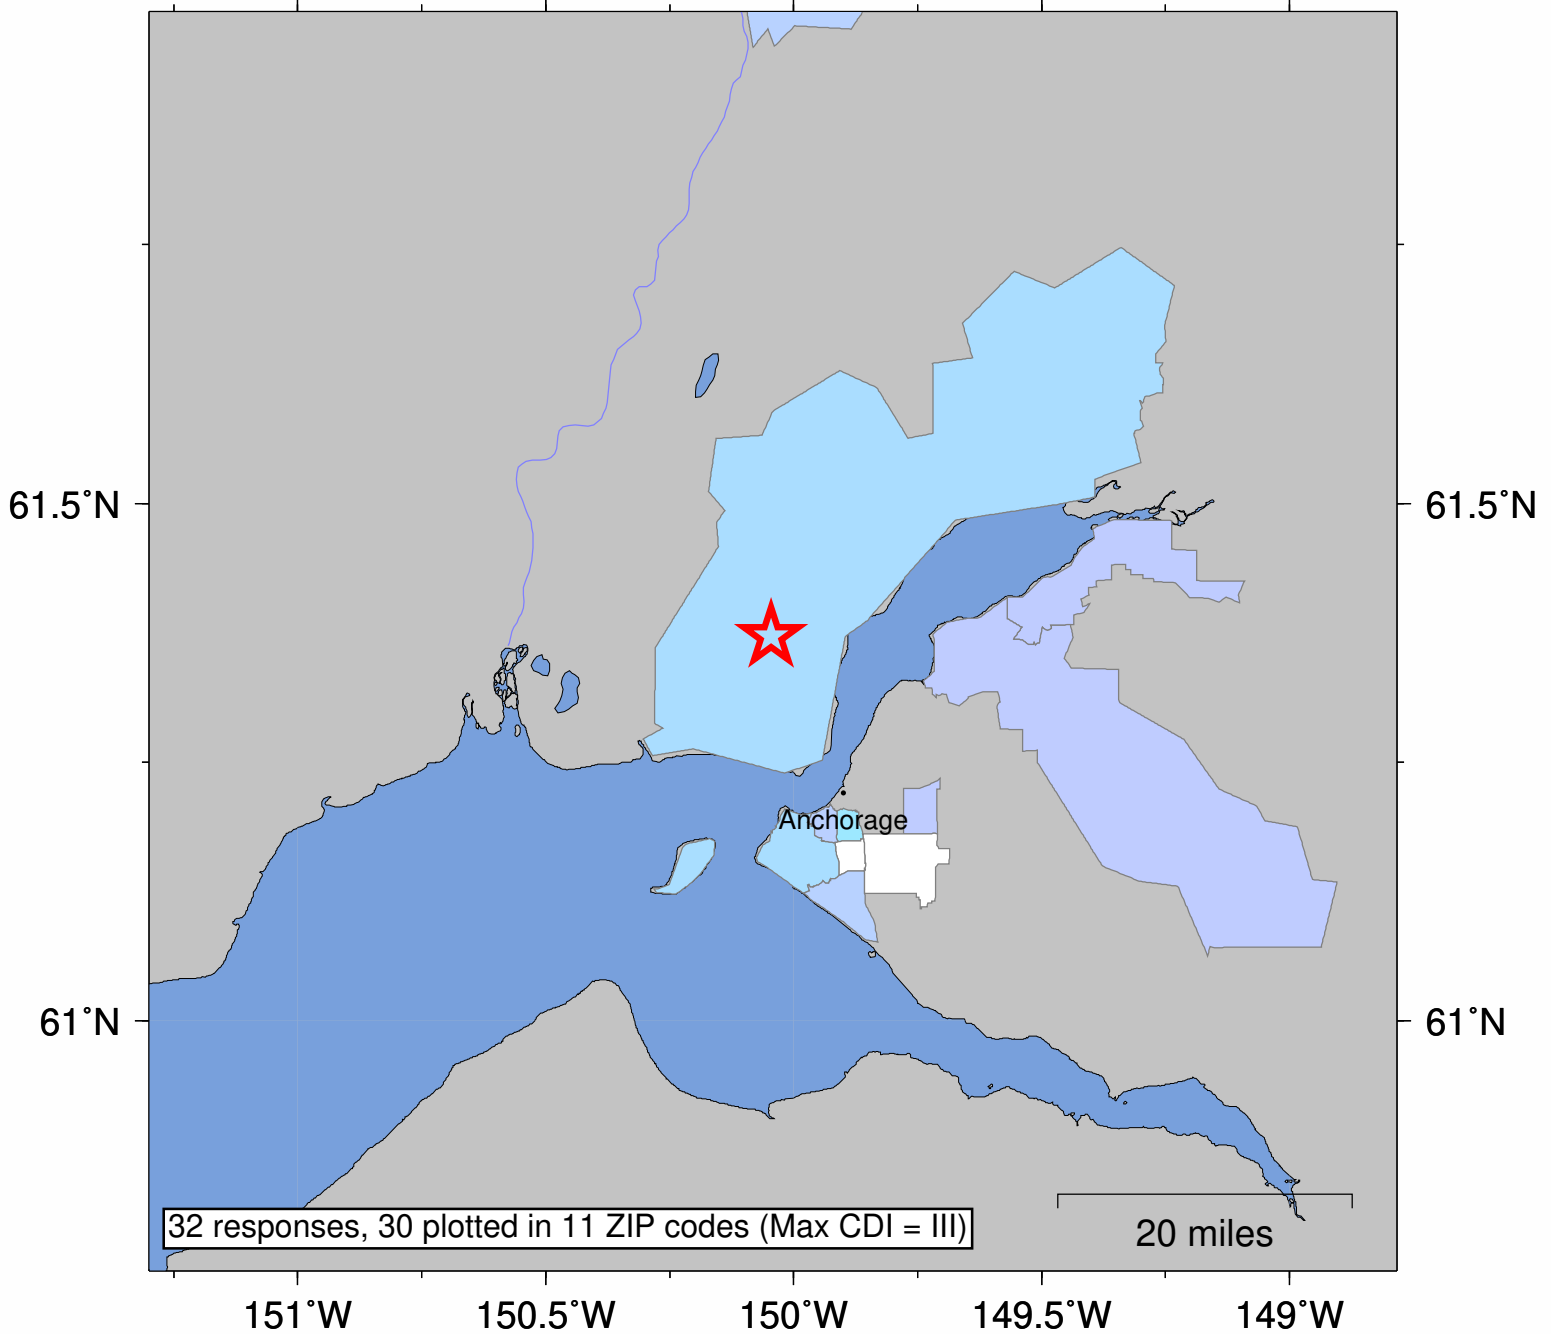 61.5°N
61.5°N
Anchorage
61°N
61°N
32 responses, 30 plotted in 11 ZIP codes (Max CDI = III)
20 miles
151°W
150.5°W
150°W
149.5°W
149°W